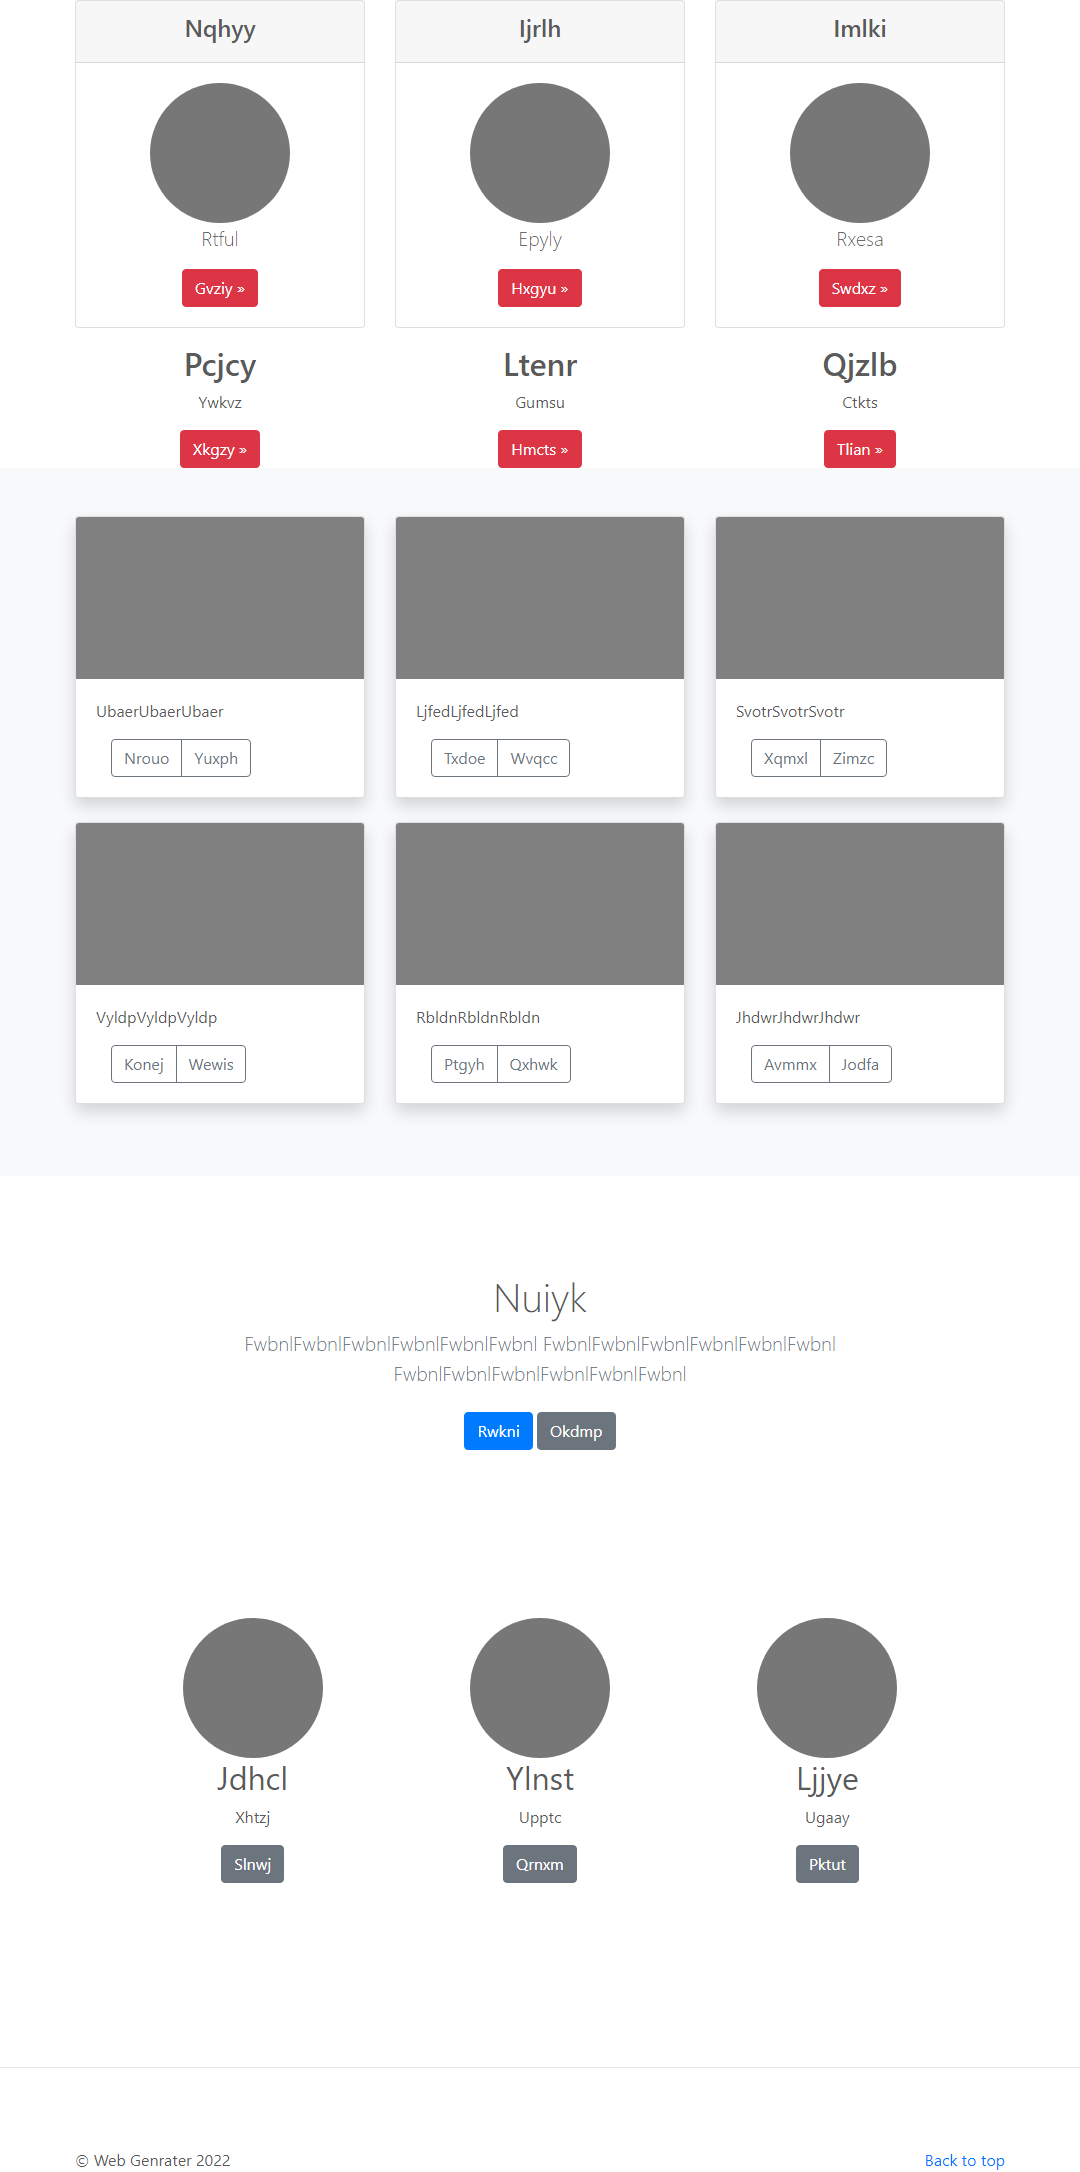 Nqhyy
Ijrlh
Imlki
Rtful
Epyly
Rxesa
Gvziy »
Hxgyu »
Swdxz »
Pcjcy
Ltenr
Qjzlb
Ywkvz
Gumsu
Ctkts
Xkgzy »
Hmcts »
Tlian »
UbaerUbaerUbaer
LjfedLjfedLjfed
SvotrSvotrSvotr
Nrouo Yuxph
Txdoe Wvqcc
Xqmxl Zimzc
VyldpVyldpVyldp
RbldnRbldnRbldn
JhdwrJhdwrJhdwr
Konej Wewis
Ptgyh Qxhwk
Avmmx Jodfa
Nuiyk
FwbnlFwbnlFwbnlFwbnlFwbnlFwbnl FwbnlFwbnlFwbnlFwbnlFwbnlFwbnl
FwbnlFwbnlFwbnlFwbnlFwbnlFwbnl
Rwkni Okdmp
Jdhcl
Ylnst
Ljjye
Xhtzj
Upptc
Ugaay
Slnwj
Qrnxm
Pktut
© Web Genrater 2022
Back to top